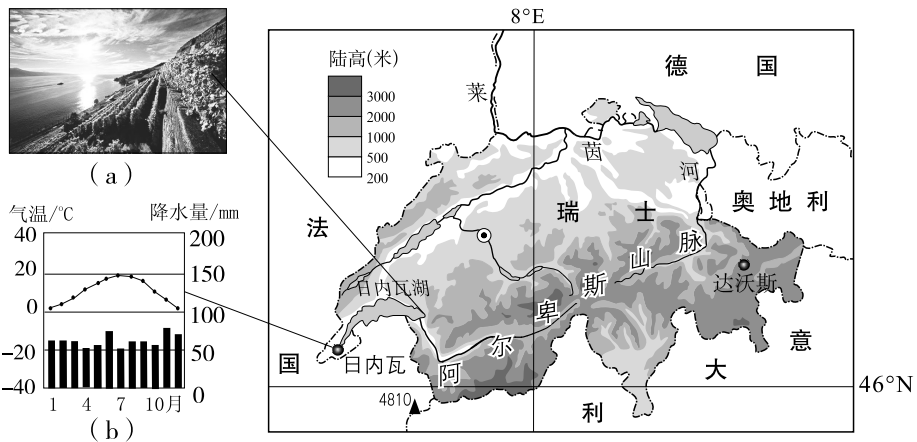 (a)
气温/℃
降水量/mm
40
20
0
-20
-40
200
150
100
50
0
1
4
7
10月
(b)
8°E
46°N
陆高(米)
3000
2000
1000
500
200
莱
茵
河
德国
法
国
瑞士
奥地利
意
大
利
阿尔卑斯山脉
日内瓦湖
日内瓦
达沃斯
4810